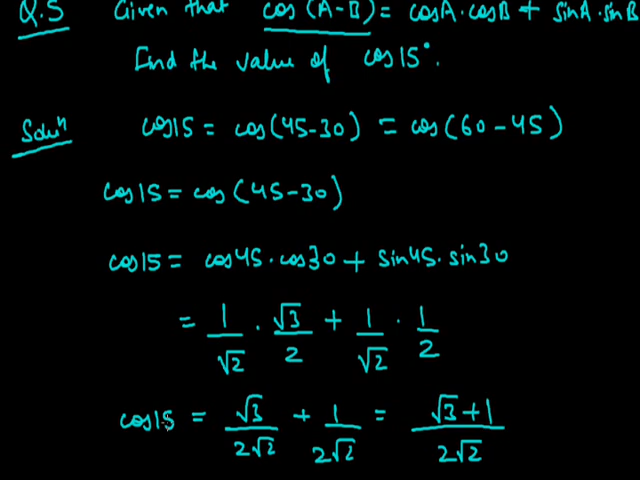 Q.5 Given that cos (A-B) = cosA.cosB + sinA.sinB
Find the value of cos15°.
Soluⁿ cos15 = cos(45-30) = cos(60-45)
cos15 = cos(45-30)
cos15 = cos45.cos30 + sin45.sin30
= 1/√2 . √3/2 + 1/√2 . 1/2
cos15 = √3/2√2 + 1/2√2 = √3+1/2√2